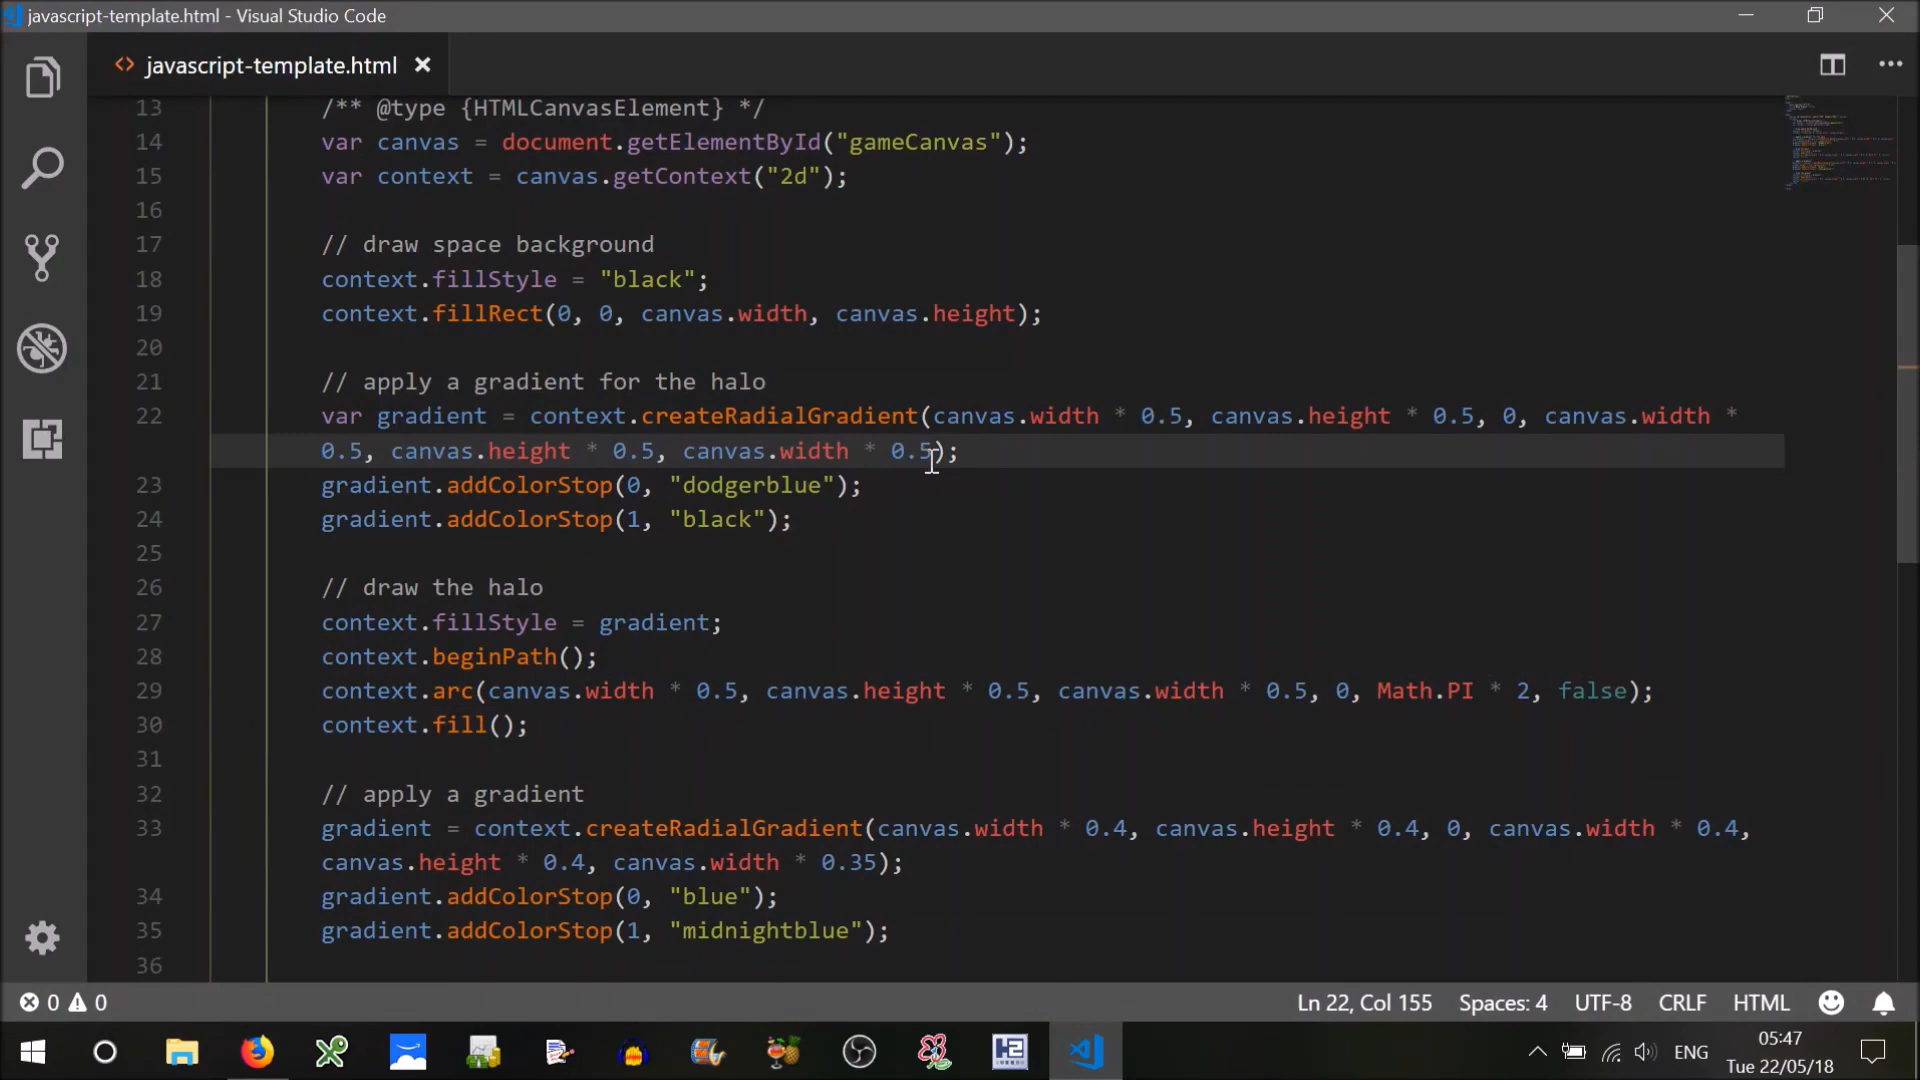 javascript-template.html - Visual Studio Code
<> javascript-template.html
13 /** @type {HTMLCanvasElement} */
14 var canvas = document.getElementById("gameCanvas");
15 var context = canvas.getContext("2d");
16
17 // draw space background
18 context.fillStyle = "black";
19 context.fillRect(0, 0, canvas.width, canvas.height);
20
21 // apply a gradient for the halo
22 var gradient = context.createRadialGradient(canvas.width * 0.5, canvas.height * 0.5, 0, canvas.width *
0.5, canvas.height * 0.5, canvas.width * 0.5);
23 gradient.addColorStop(0, "dodgerblue");
24 gradient.addColorStop(1, "black");
25
26 // draw the halo
27 context.fillStyle = gradient;
28 context.beginPath();
29 context.arc(canvas.width * 0.5, canvas.height * 0.5, canvas.width * 0.5, 0, Math.PI * 2, false);
30 context.fill();
31
32 // apply a gradient
33 gradient = context.createRadialGradient(canvas.width * 0.4, canvas.height * 0.4, 0, canvas.width * 0.4,
canvas.height * 0.4, canvas.width * 0.35);
34 gradient.addColorStop(0, "blue");
35 gradient.addColorStop(1, "midnightblue");
36
0 0 Ln 22, Col 155 Spaces: 4 UTF-8 CRLF HTML
ENG 05:47
Tue 22/05/18